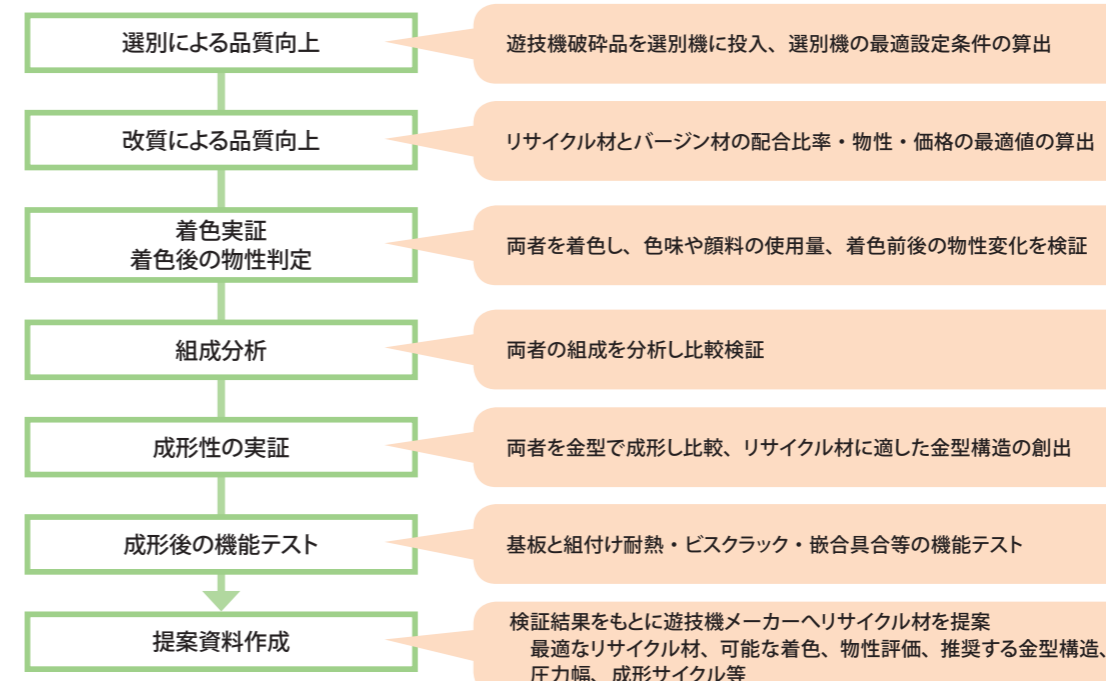 選別による品質向上
遊技機破砕品を選別機に投入、選別機の最適設定条件の算出
改質による品質向上
リサイクル材とバージン材の配合比率・物性・価格の最適値の算出
着色実証
着色後の物性判定
両者を着色し、色味や顔料の使用量、着色前後の物性変化を検証
組成分析
両者の組成を分析し比較検証
成形性の実証
両者を金型で成形し比較、リサイクル材に適した金型構造の創出
成形後の機能テスト
基板と組付け耐熱・ビスクラック・嵌合具合等の機能テスト
提案資料作成
検証結果をもとに遊技機メーカーへリサイクル材を提案
最適なリサイクル材、可能な着色、物性評価、推奨する金型構造、
圧力幅、成形サイクル等